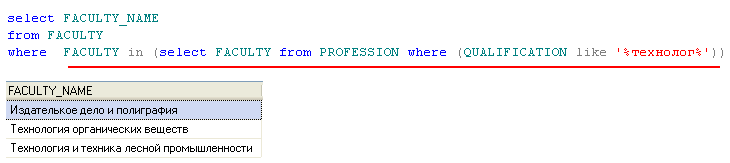 select FACULTY_NAME
from FACULTY
where FACULTY in (select FACULTY from PROFESSION where (QUALIFICATION like '%технолог%'))
FACULTY_NAME
Издателькое дело и полиграфия
Технология органических веществ
Технология и техника лесной промышленности